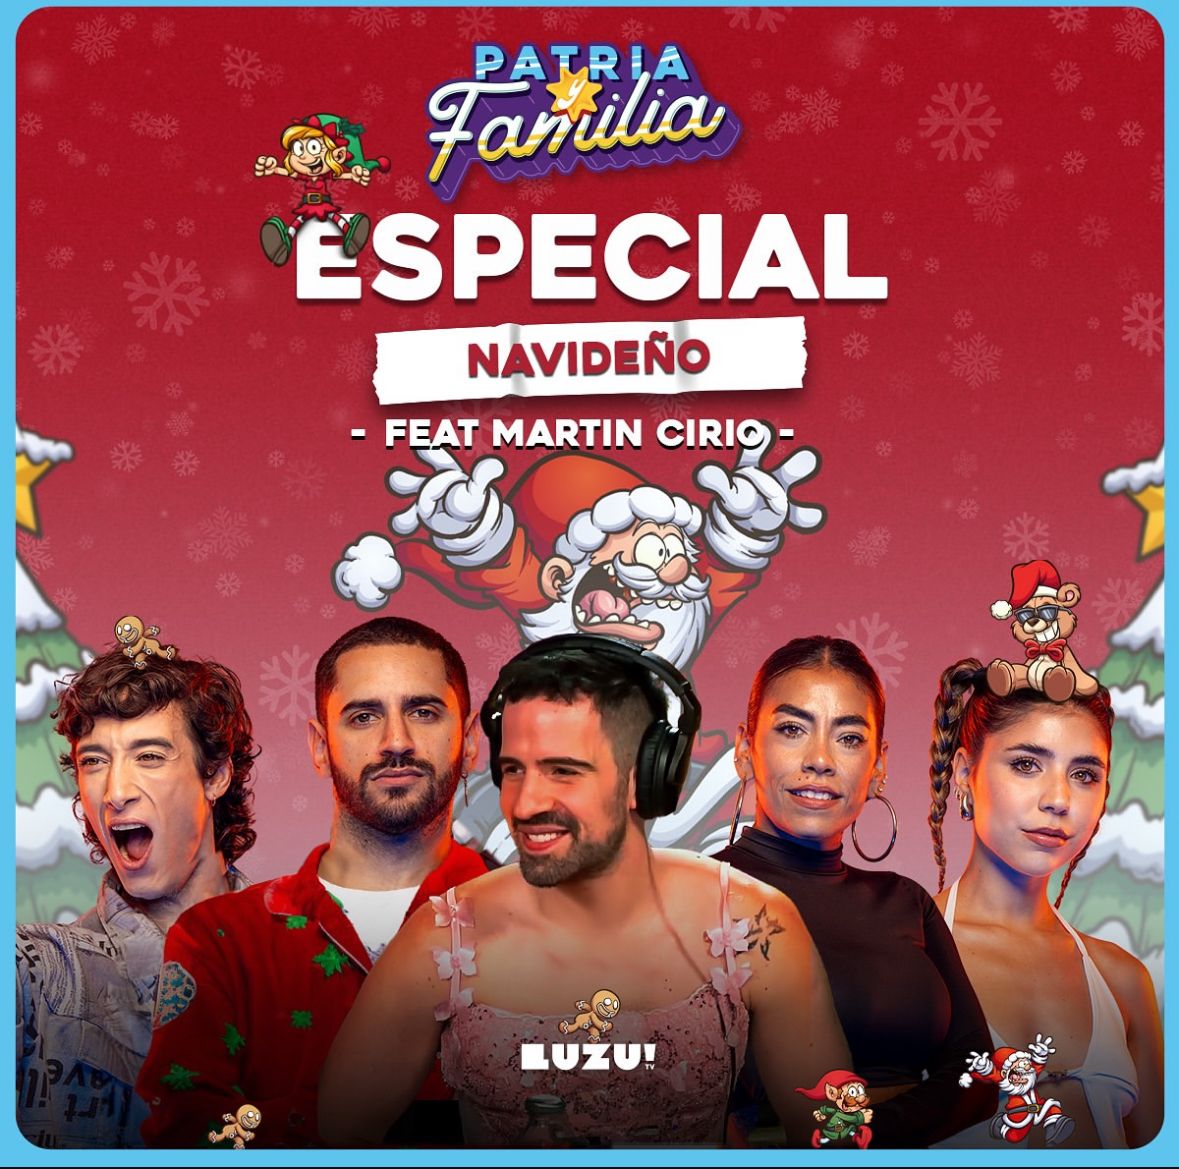 PATRIA
y
Familia
ESPECIAL
NAVIDEÑO
- FEAT MARTIN CIRIO -
LUZU!
TV